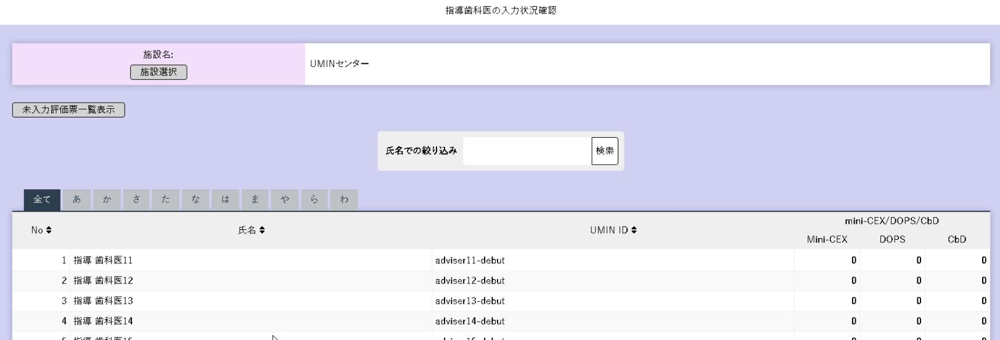 指導歯科医の入力状況確認
施設名:
施設選択
UMINセンター
未入力評価票一覧表示
氏名での絞り込み 検索
全て あ か さ た な は ま や ら わ
No 氏名 UMIN ID mini-CEX/DOPS/CbD
Mini-CEX DOPS CbD
1 指導 歯科医11 adviser11-debut 0 0 0
2 指導 歯科医12 adviser12-debut 0 0 0
3 指導 歯科医13 adviser13-debut 0 0 0
4 指導 歯科医14 adviser14-debut 0 0 0